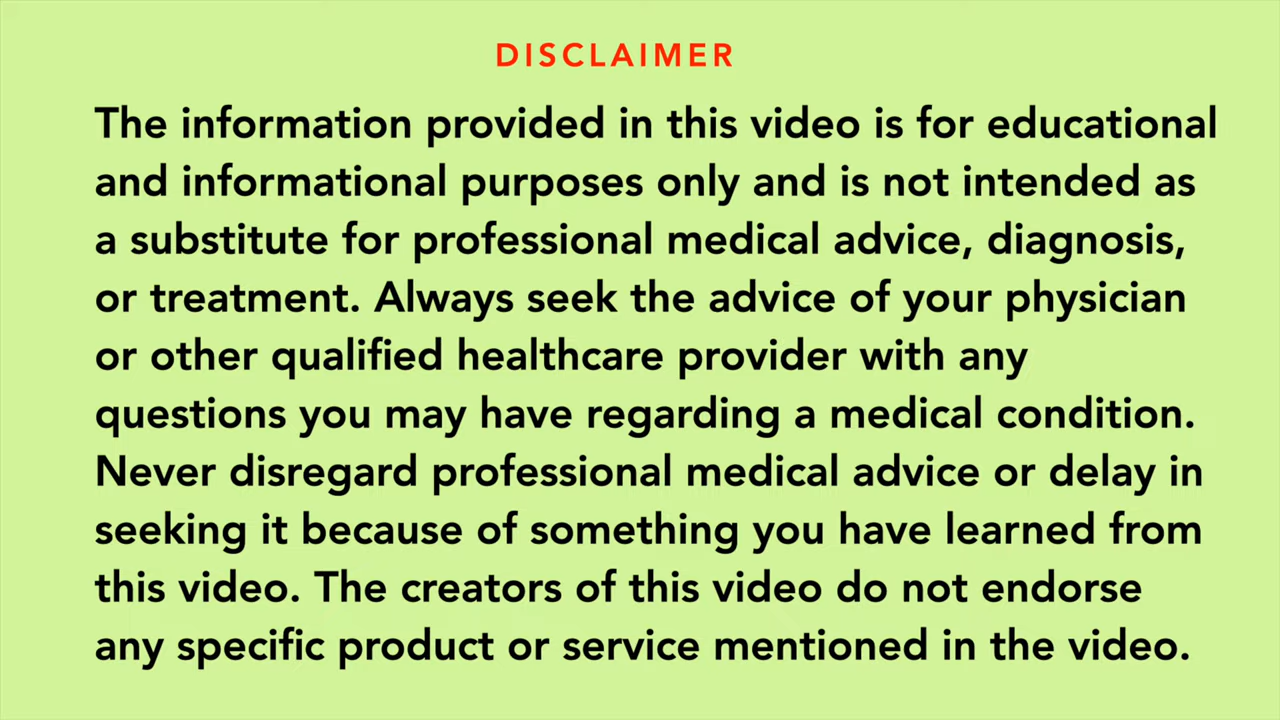 DISCLAIMER
The information provided in this video is for educational
and informational purposes only and is not intended as
a substitute for professional medical advice, diagnosis,
or treatment. Always seek the advice of your physician
or other qualified healthcare provider with any
questions you may have regarding a medical condition.
Never disregard professional medical advice or delay in
seeking it because of something you have learned from
this video. The creators of this video do not endorse
any specific product or service mentioned in the video.